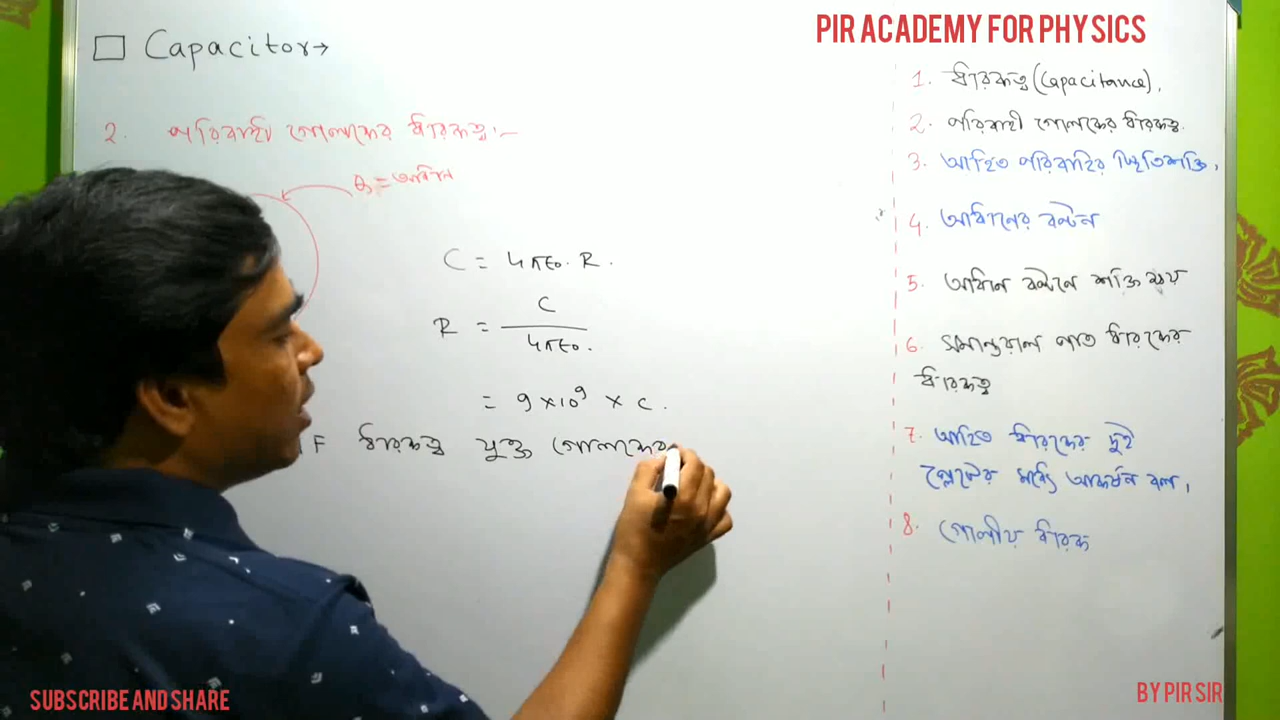 PIR ACADEMY FOR PHYSICS
□ Capacitor→
2. পরিবাহী গোলকের ধারকত্ব :-
Q = আধান
C = 4πε₀. R.
R = C / 4πε₀.
= 9 × 10⁹ × C.
F ধারকত্ব যুক্ত গোলকের
1. ধারকত্ব (Capacitance),
2. পরিবাহী গোলকের ধারকত্ব.
3. আহিত পরিবাহির স্থিতিশক্তি,
4. আধানের বন্টন
5. আধান বন্টনে শক্তি ক্ষয়
6. সমান্তরাল পাত ধারকের
ধারকত্ব
7. আহিত ধারকের দুই
প্লেটের মধ্যে আকর্ষন বল,
8. গোলীয় ধারক
SUBSCRIBE AND SHARE
BY PIR SIR